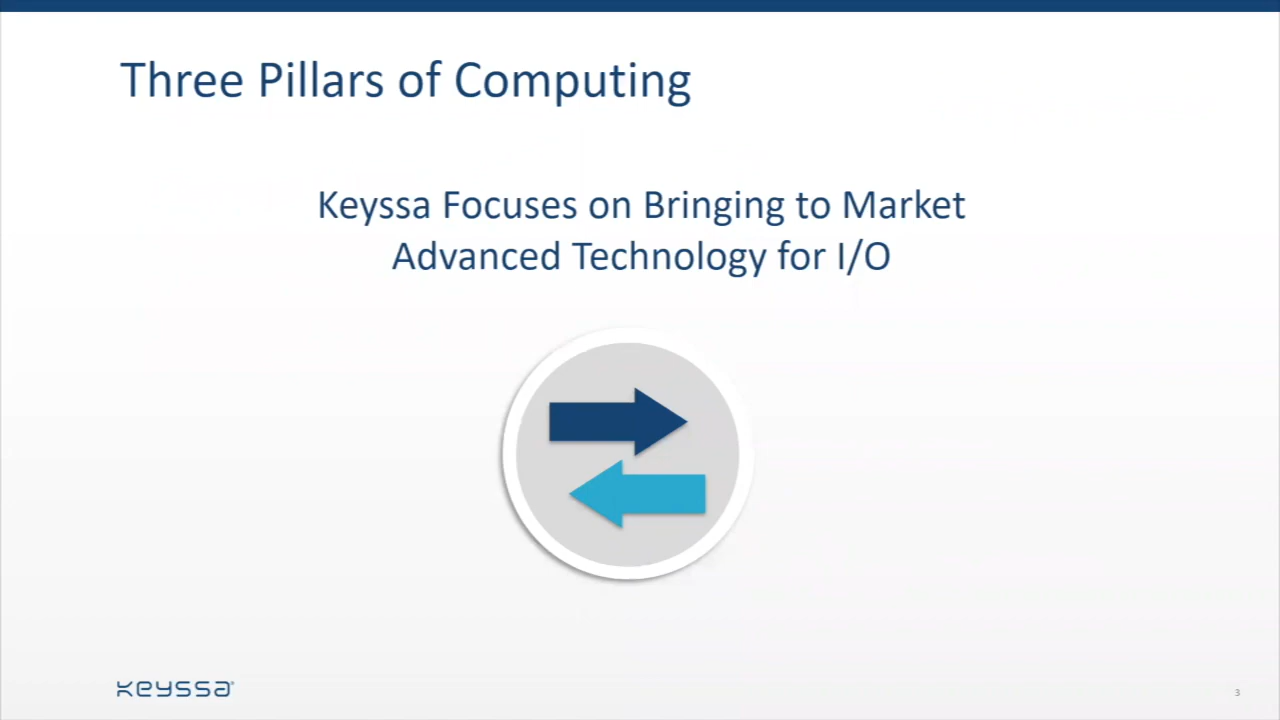 Three Pillars of Computing
Keyssa Focuses on Bringing to Market
Advanced Technology for I/O
keyssa
3